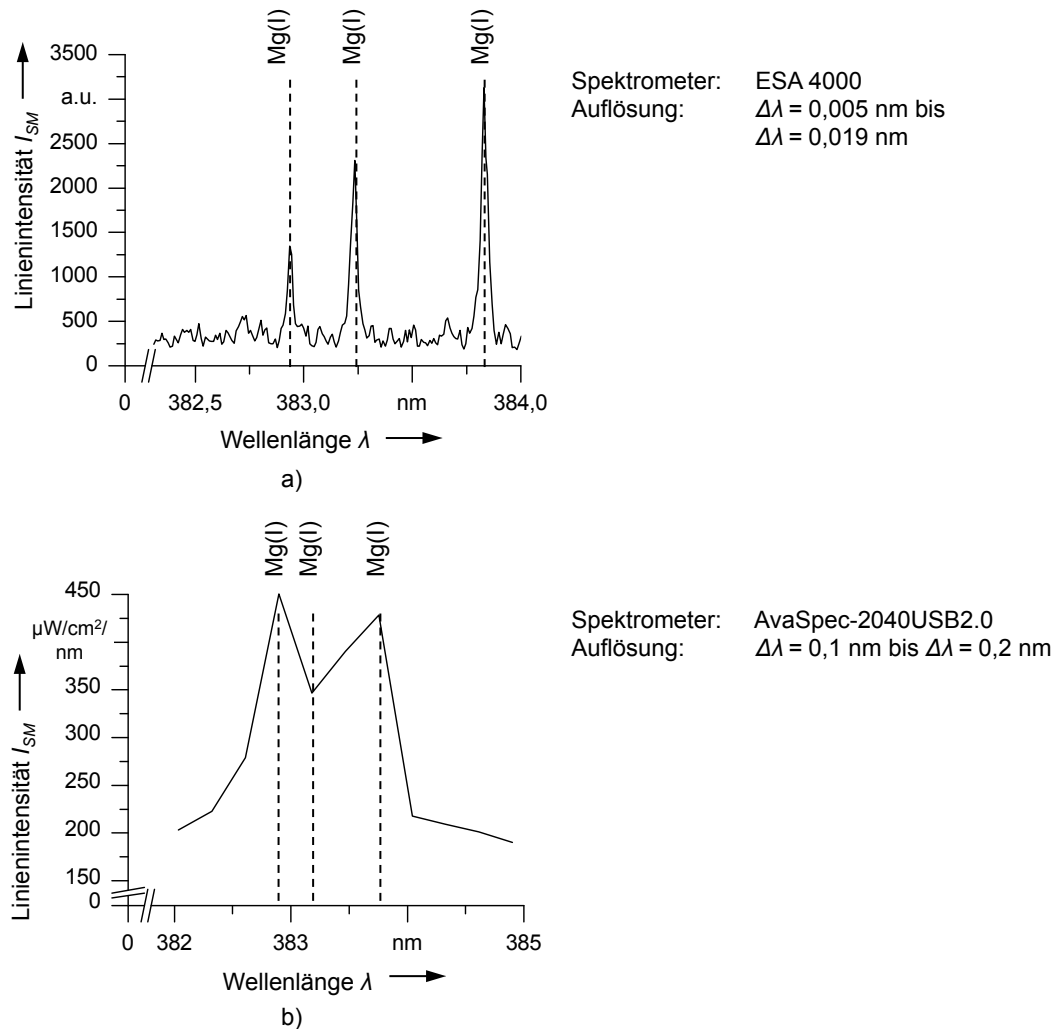 Mg(I) Mg(I) Mg(I)
3500
a.u.
2500
2000
1500
1000
500
0
Linienintensität I_SM
0 382,5 383,0 nm 384,0
Wellenlänge λ
a)
Spektrometer: ESA 4000
Auflösung: Δλ = 0,005 nm bis
Δλ = 0,019 nm
Mg(I) Mg(I) Mg(I)
450
µW/cm²/
nm
350
300
250
200
150
0
Linienintensität I_SM
0 382 383 nm 385
Wellenlänge λ
b)
Spektrometer: AvaSpec-2040USB2.0
Auflösung: Δλ = 0,1 nm bis Δλ = 0,2 nm